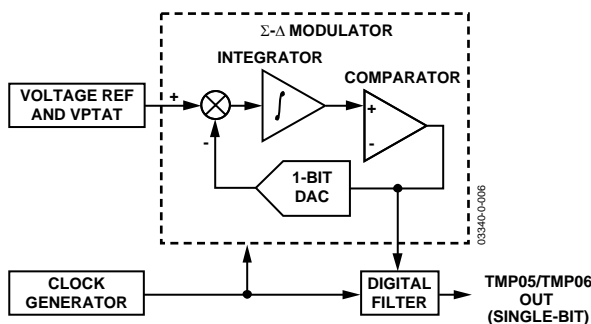 Σ-Δ MODULATOR
INTEGRATOR
COMPARATOR
VOLTAGE REF
AND VPTAT
+
-
∫
+
-
1-BIT
DAC
03340-0-006
CLOCK
GENERATOR
DIGITAL
FILTER
TMP05/TMP06
OUT
(SINGLE-BIT)